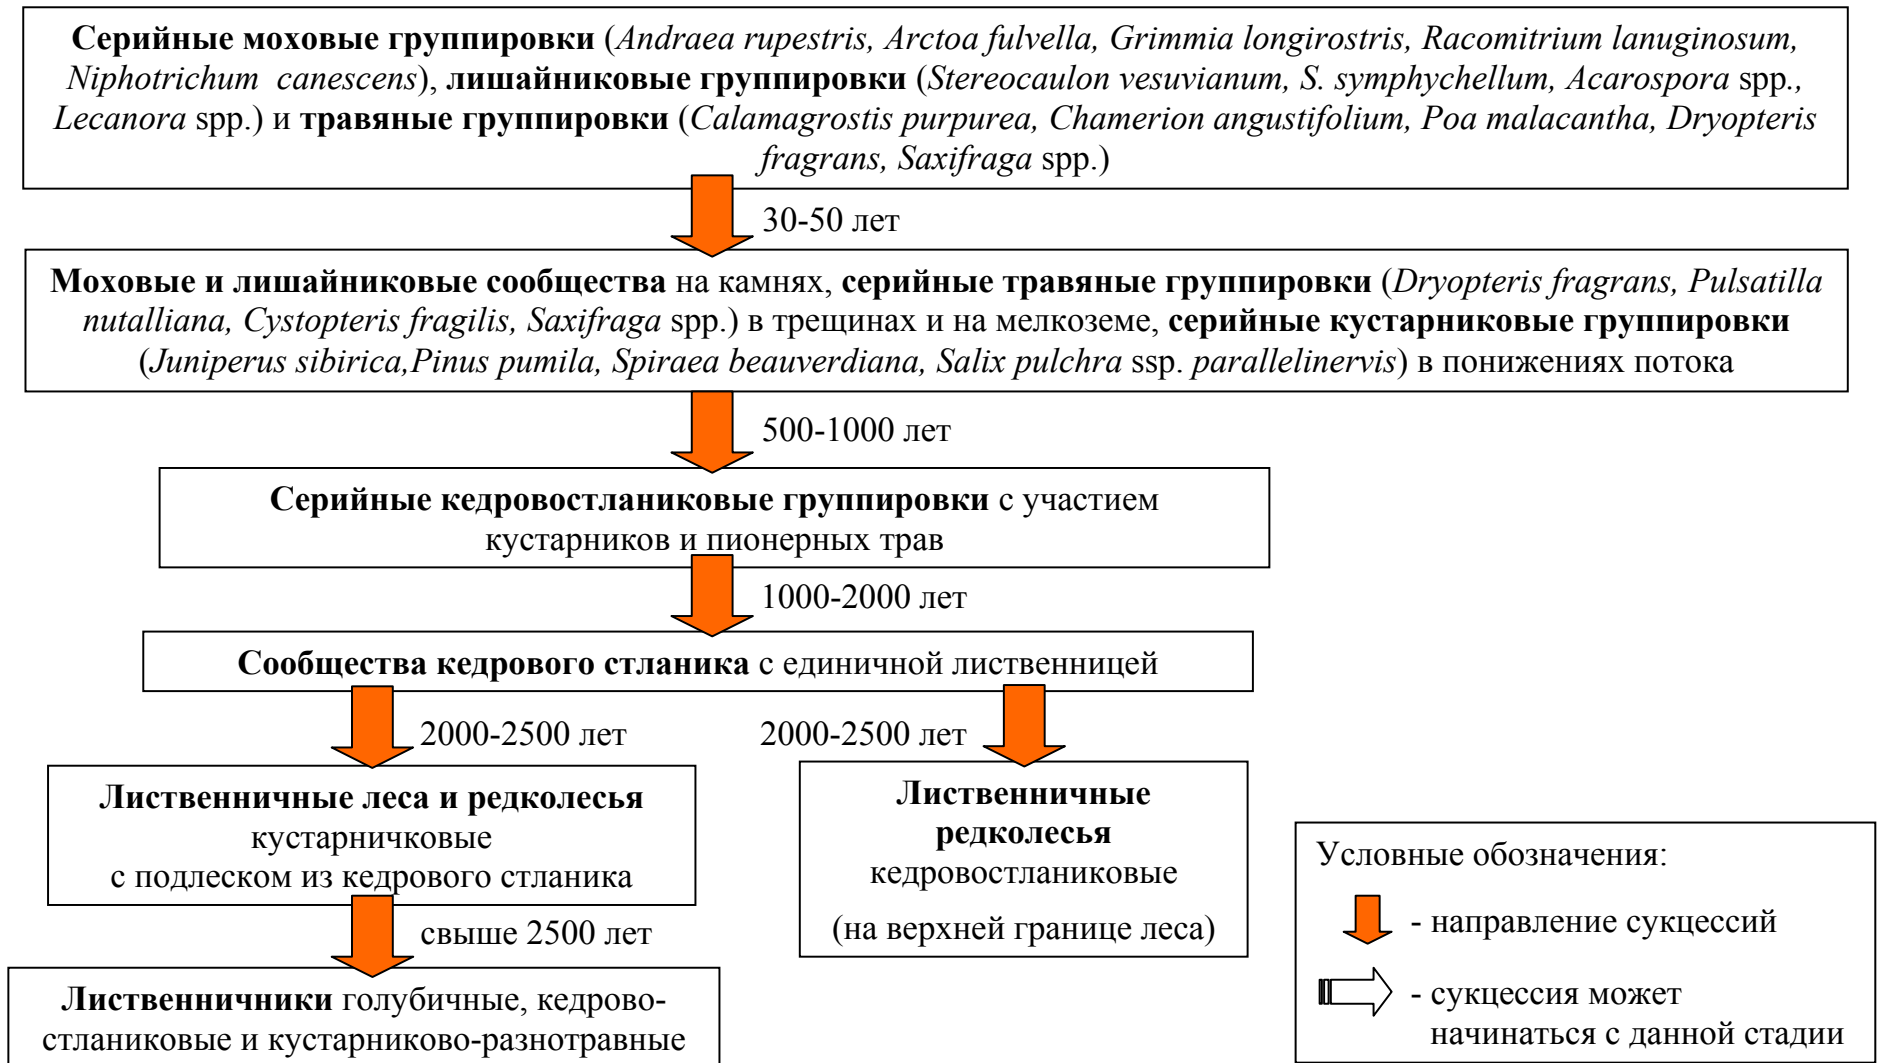 Серийные моховые группировки (Andraea rupestris, Arctoa fulvella, Grimmia longirostris, Racomitrium lanuginosum,
Niphotrichum canescens), лишайниковые группировки (Stereocaulon vesuvianum, S. symphychellum, Acarospora spp.,
Lecanora spp.) и травяные группировки (Calamagrostis purpurea, Chamerion angustifolium, Poa malacantha, Dryopteris
fragrans, Saxifraga spp.)
30-50 лет
Моховые и лишайниковые сообщества на камнях, серийные травяные группировки (Dryopteris fragrans, Pulsatilla
nutalliana, Cystopteris fragilis, Saxifraga spp.) в трещинах и на мелкоземе, серийные кустарниковые группировки
(Juniperus sibirica,Pinus pumila, Spiraea beauverdiana, Salix pulchra ssp. parallelinervis) в понижениях потока
500-1000 лет
Серийные кедровостланиковые группировки с участием
кустарников и пионерных трав
1000-2000 лет
Сообщества кедрового стланика с единичной лиственницей
2000-2500 лет
2000-2500 лет
Лиственничные леса и редколесья
кустарничковые
с подлеском из кедрового стланика
Лиственничные
редколесья
кедровостланиковые
(на верхней границе леса)
свыше 2500 лет
Лиственничники голубичные, кедрово-
стланиковые и кустарниково-разнотравные
Условные обозначения:
- направление сукцессий
- сукцессия может
начинаться с данной стадии